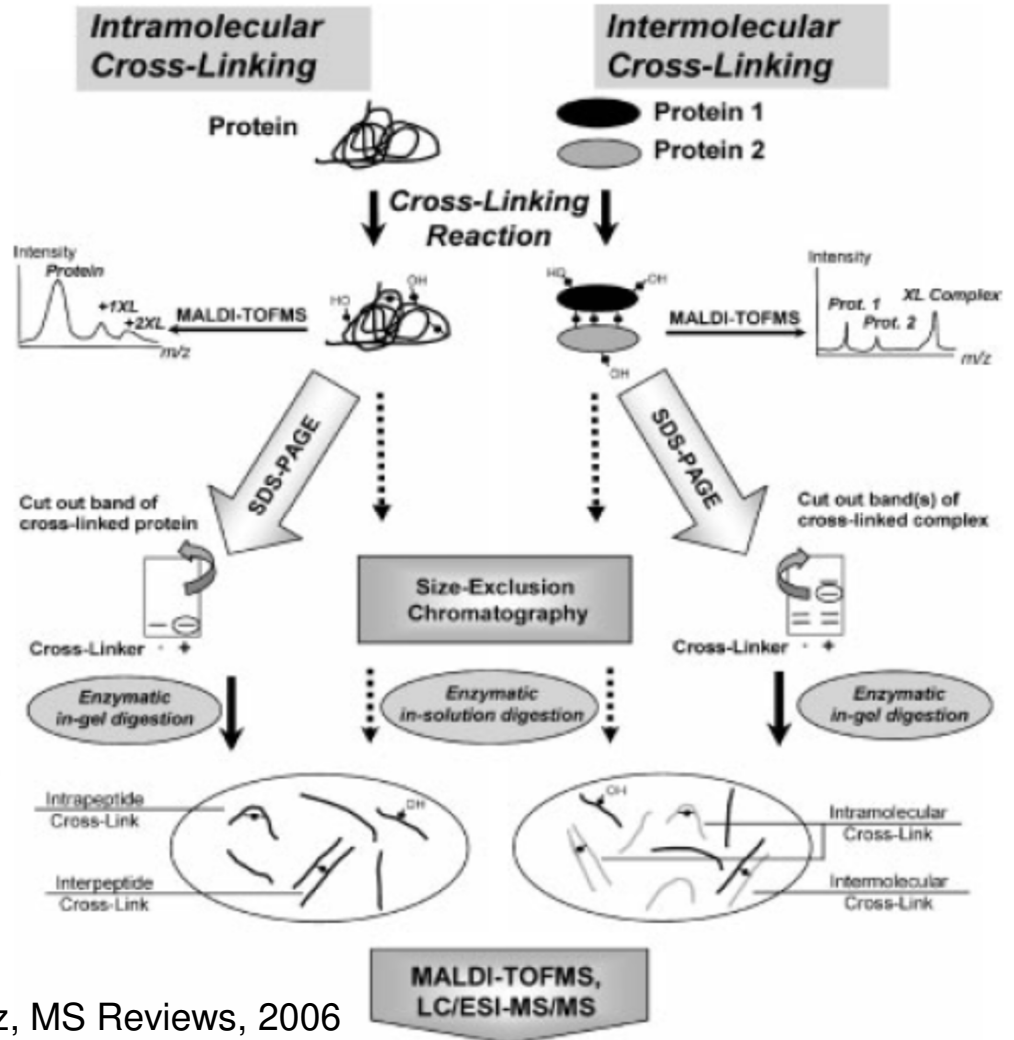 Intramolecular
Cross-Linking
Intermolecular
Cross-Linking
Protein
Protein 1
Protein 2
Cross-Linking
Reaction
Intensity
Protein
+1XL
+2XL
m/z
MALDI-TOFMS
HO
OH
HO
OH
OH
MALDI-TOFMS
Intensity
Prot. 1
Prot. 2
XL Complex
m/z
SDS-PAGE
SDS-PAGE
Cut out band of
cross-linked protein
Cut out band(s) of
cross-linked complex
Size-Exclusion
Chromatography
Cross-Linker - +
Cross-Linker - +
Enzymatic
in-gel digestion
Enzymatic
in-solution digestion
Enzymatic
in-gel digestion
Intrapeptide
Cross-Link
OH
Interpeptide
Cross-Link
OH
Intramolecular
Cross-Link
Intermolecular
Cross-Link
MALDI-TOFMS,
LC/ESI-MS/MS
z, MS Reviews, 2006